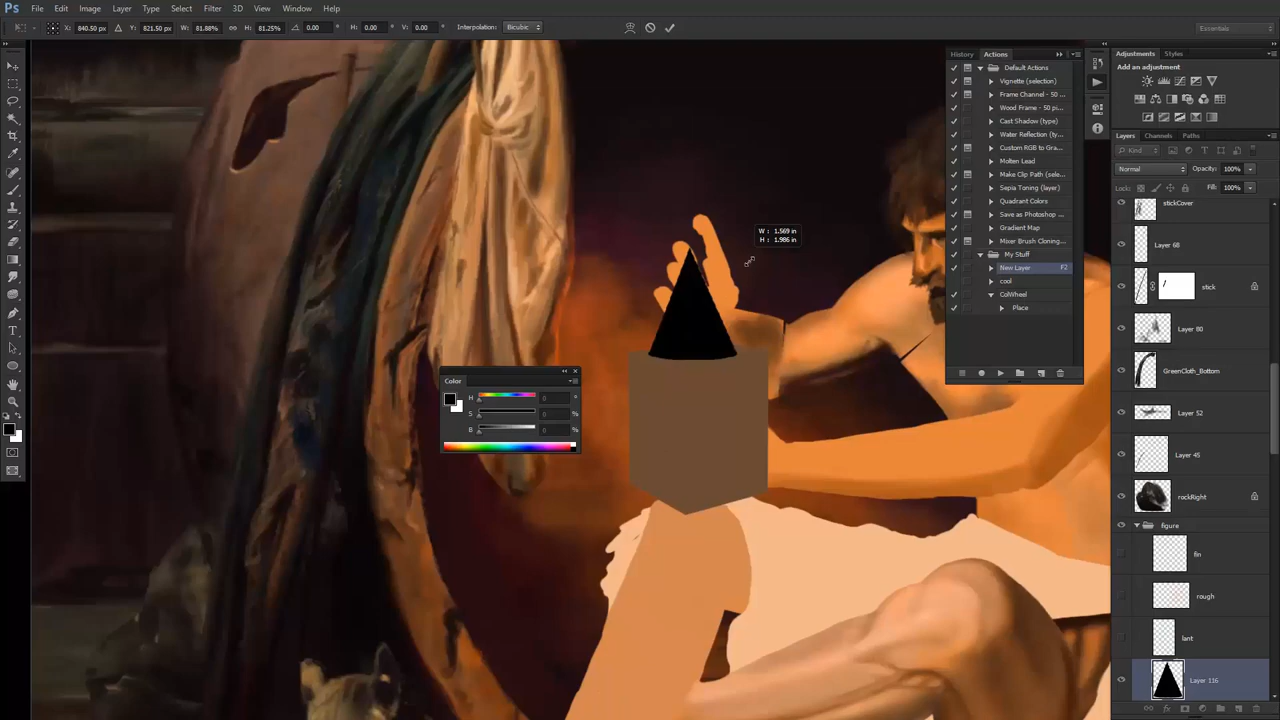 Ps File Edit Image Layer Type Select Filter 3D View Window Help
X: 840.50 px Y: 821.50 px W: 81.88% H: 81.25% 0.00 ° H: 0.00 ° V: 0.00 ° Interpolation: Bicubic Essentials
History Actions
Default Actions
Vignette (selection)
Frame Channel - 50 ...
Wood Frame - 50 pi...
Cast Shadow (type)
Water Reflection (ty...
Custom RGB to Gra...
Molten Lead
Make Clip Path (sele...
Sepia Toning (layer)
Quadrant Colors
Save as Photoshop ...
Gradient Map
Mixer Brush Cloning...
My Stuff
New Layer F2
cool
ColWheel
Place
W : 1.569 in
H : 1.986 in
Color
H 0 °
S 0 %
B 0 %
Adjustments Styles
Add an adjustment
Layers Channels Paths
Kind
Normal Opacity: 100%
Lock: Fill: 100%
stickCover
Layer 68
stick
Layer 80
GreenCloth_Bottom
Layer 52
Layer 45
rockRight
figure
fin
rough
lant
Layer 116